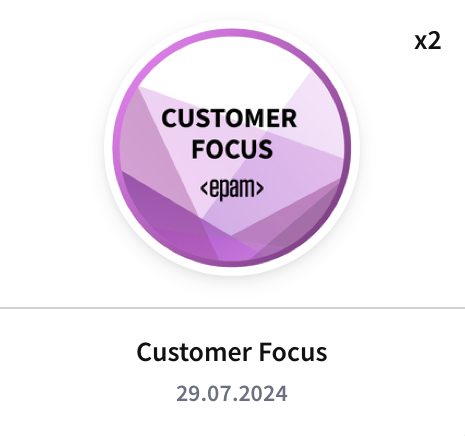 x2
CUSTOMER
FOCUS
<epam>
Customer Focus
29.07.2024